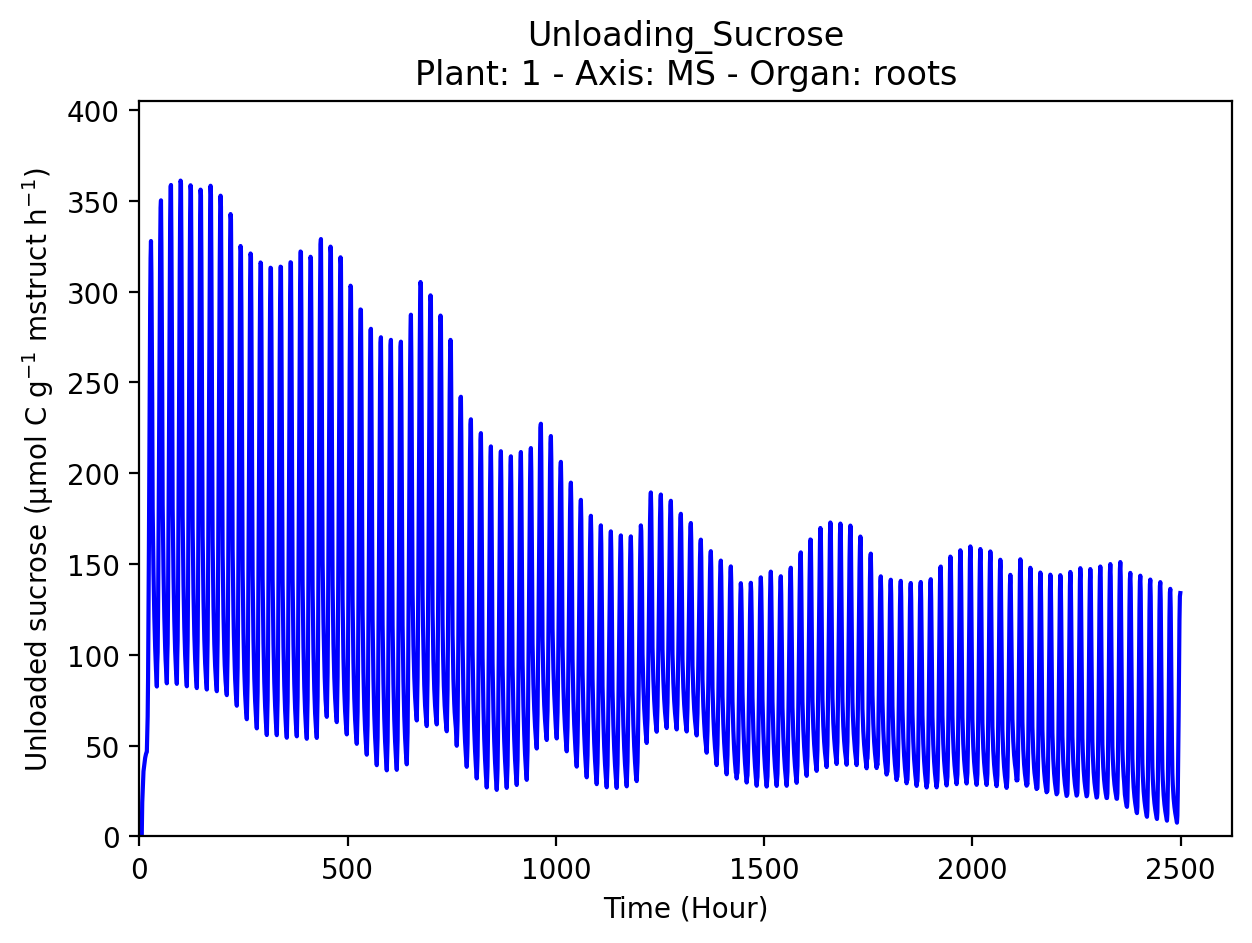 Unloading_Sucrose
Plant: 1 - Axis: MS - Organ: roots
400
350
300
250
200
150
100
50
0
Unloaded sucrose (µmol C g⁻¹ mstruct h⁻¹)
0 500 1000 1500 2000 2500
Time (Hour)